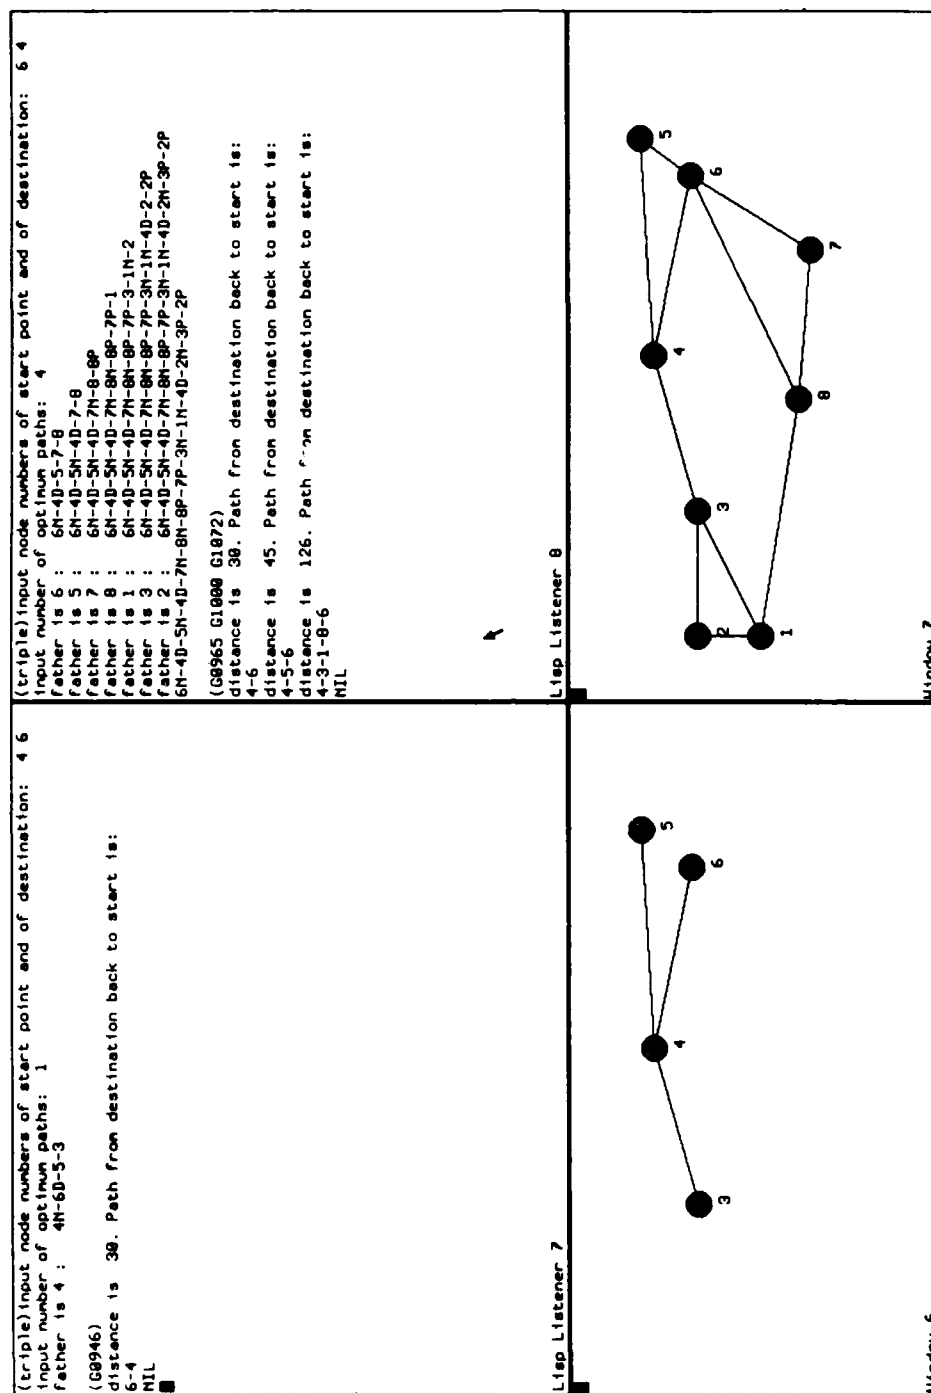 (triple)input node numbers of start point and of destination:  4 6
input number of optimum paths:  1
father is 4 :   4N-6D-5-3
(G0946)
distance is  30. Path from destination back to start is:
6-4
NIL
Lisp Listener 7
(triple)input node numbers of start point and of destination:  6 4
input number of optimum paths:  4
father is 6 :   6N-4D-5-7-8
father is 5 :   6N-4D-5N-4D-7-8
father is 7 :   6N-4D-5N-4D-7N-8-8P
father is 8 :   6N-4D-5N-4D-7N-8N-8P-7P-1
father is 1 :   6N-4D-5N-4D-7N-8N-8P-7P-3-1N-2
father is 3 :   6N-4D-5N-4D-7N-8N-8P-7P-3N-1N-4D-2-2P
father is 2 :   6N-4D-5N-4D-7N-8N-8P-7P-3N-1N-4D-2N-3P-2P
6N-4D-5N-4D-7N-8N-8P-7P-3N-1N-4D-2N-3P-2P
(G0965 G1000 G1072)
distance is  30. Path from destination back to start is:
4-6
distance is  45. Path from destination back to start is:
4-5-6
distance is  126. Path from destination back to start is:
4-3-1-8-6
NIL
Lisp Listener 8
5
4
6
3
Window 6
5
6
4
3
2
1
8
7
Window 7